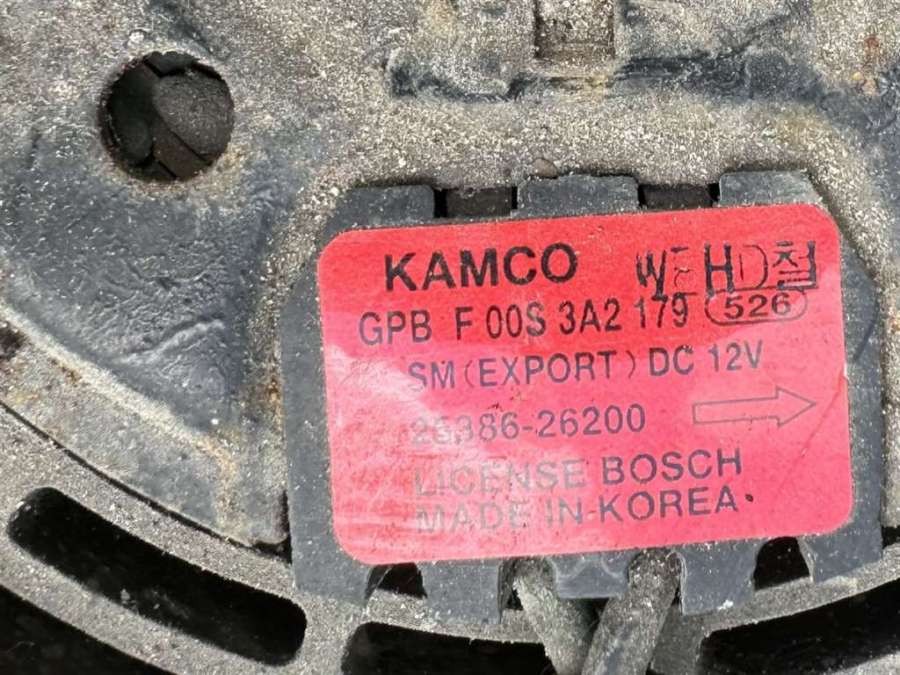 KAMCO
GPB F 00S 3A2 179 526
SM (EXPORT) DC 12V
25386-26200
LICENSE BOSCH
MADE IN KOREA